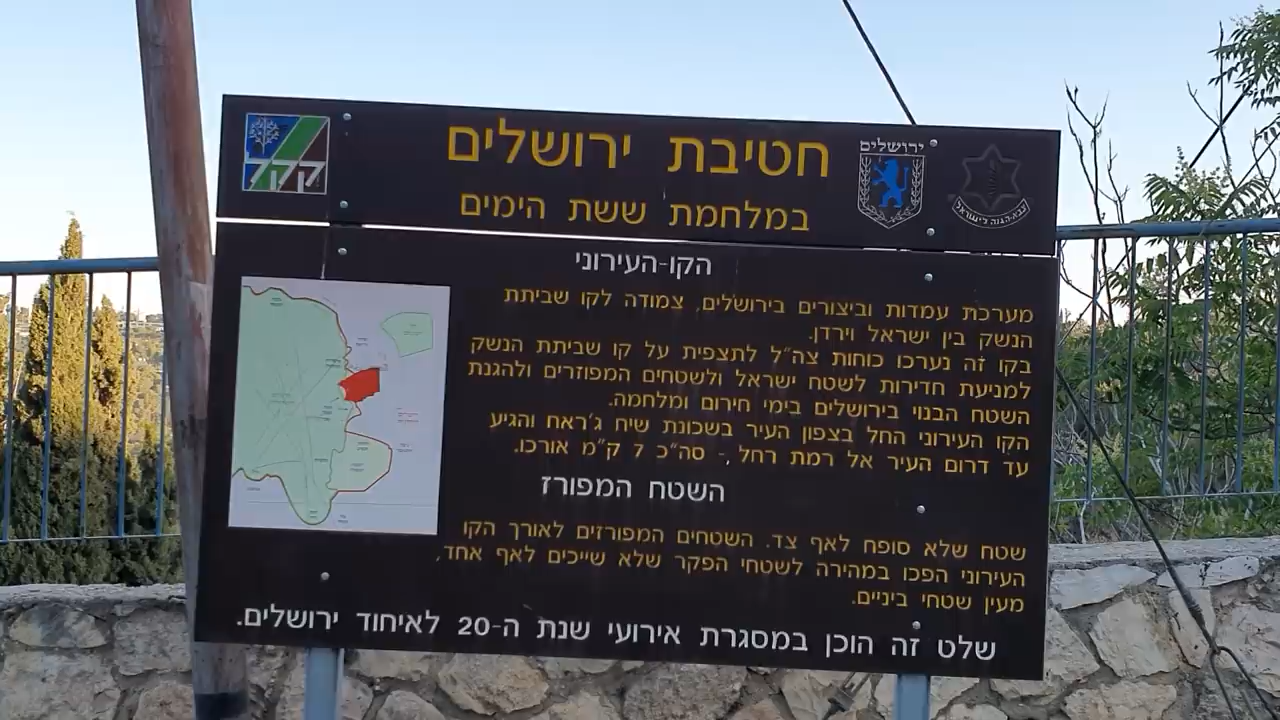 חטיבת ירושלים
במלחמת ששת הימים
קקל
ירושלים
צבא-הגנה לישראל
הקו-העירוני
מערכת עמדות וביצורים בירושלים, צמודה לקו שביתת
הנשק בין ישראל וירדן.
בקו זה נערכו כוחות צה"ל לתצפית על קו שביתת הנשק
למניעת חדירות לשטח ישראל ולשטחים המפוזרים ולהגנת
השטח הבנוי בירושלים בימי חירום ומלחמה.
הקו העירוני החל בצפון העיר בשכונת שיח ג'ראח והגיע
עד דרום העיר אל רמת רחל, - סה"כ 7 ק"מ אורכו.
השטח המפורז
שטח שלא סופח לאף צד. השטחים המפורזים לאורך הקו
העירוני הפכו במהירה לשטחי הפקר שלא שייכים לאף אחד,
מעין שטחי ביניים.
שלט זה הוכן במסגרת אירועי שנת ה-20 לאיחוד ירושלים.